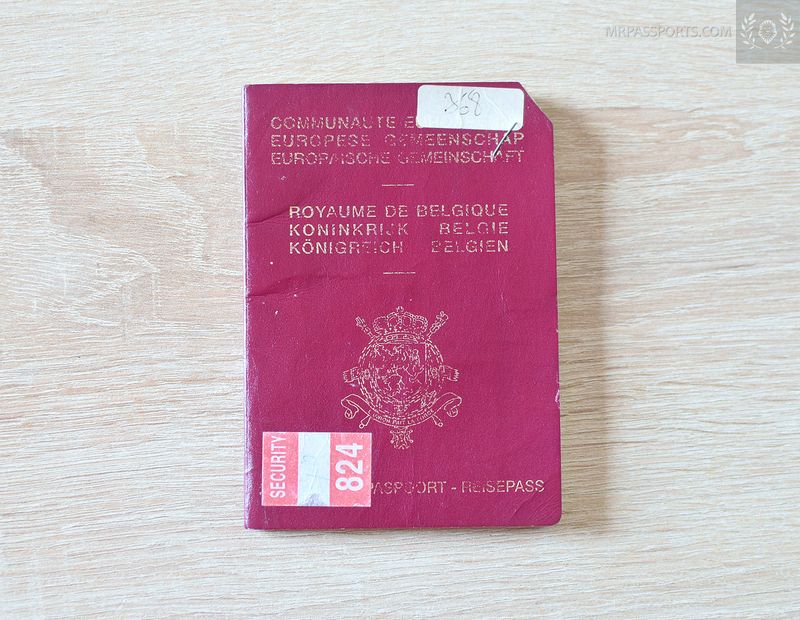 MRPASSPORTS.COM
368
COMMUNAUTE
EUROPESE GEMEENSCHAP
EUROPÄISCHE GEMEINSCHAFT
ROYAUME DE BELGIQUE
KONINKRIJK BELGIE
KÖNIGREICH BELGIEN
SECURITY
824
PASPOORT - REISEPASS